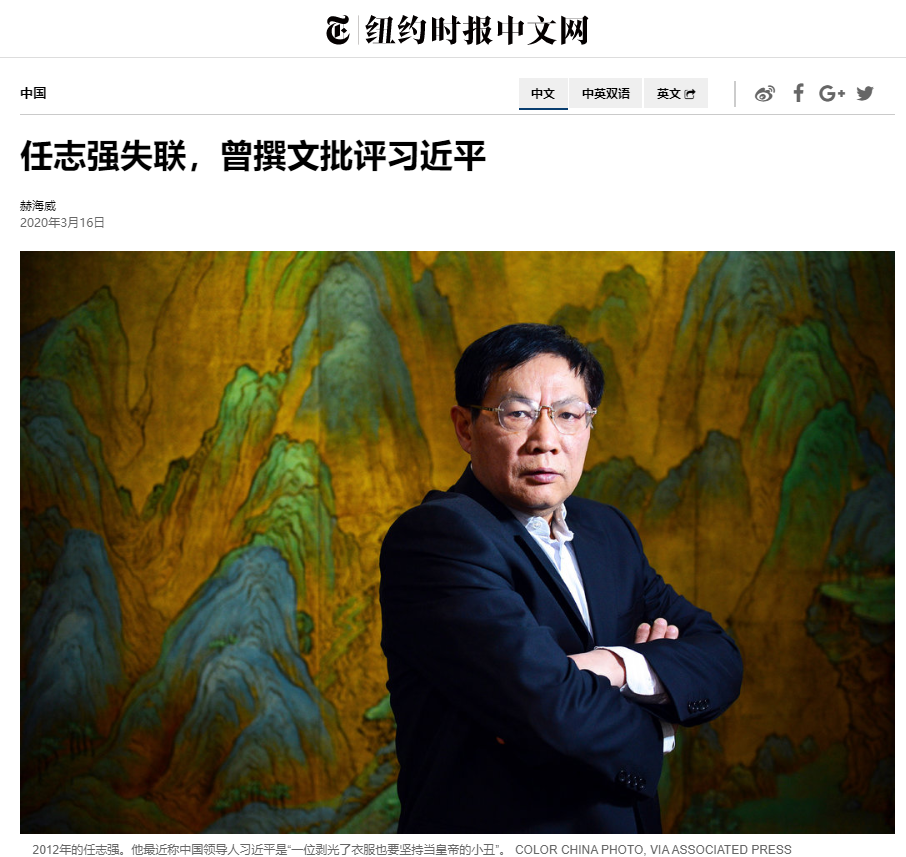 纽约时报中文网
中国
中文 中英双语 英文
任志强失联，曾撰文批评习近平
赫海威
2020年3月16日
2012年的任志强。他最近称中国领导人习近平是“一位剥光了衣服也要坚持当皇帝的小丑”。 COLOR CHINA PHOTO, VIA ASSOCIATED PRESS